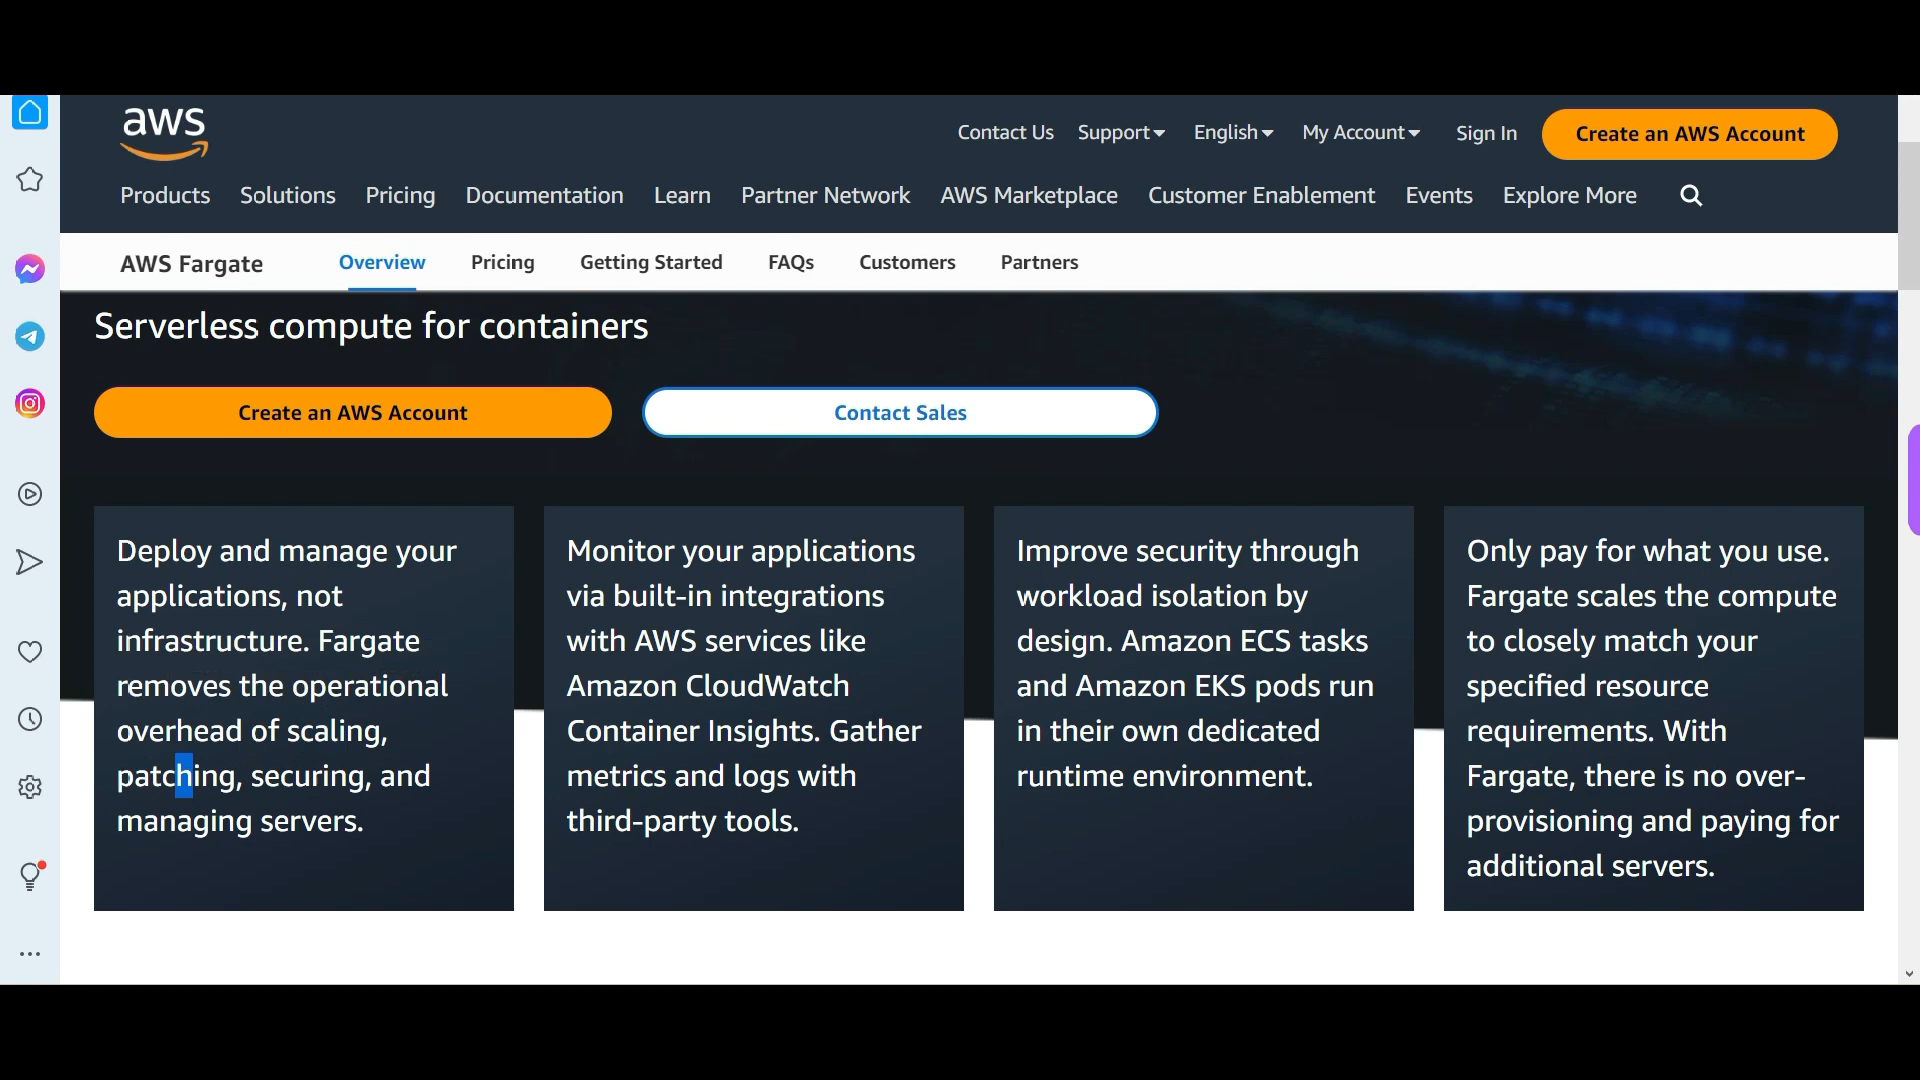 aws
Contact Us Support English My Account Sign In Create an AWS Account
Products Solutions Pricing Documentation Learn Partner Network AWS Marketplace Customer Enablement Events Explore More
AWS Fargate Overview Pricing Getting Started FAQs Customers Partners
Serverless compute for containers
Create an AWS Account Contact Sales
Deploy and manage your
applications, not
infrastructure. Fargate
removes the operational
overhead of scaling,
patching, securing, and
managing servers.
Monitor your applications
via built-in integrations
with AWS services like
Amazon CloudWatch
Container Insights. Gather
metrics and logs with
third-party tools.
Improve security through
workload isolation by
design. Amazon ECS tasks
and Amazon EKS pods run
in their own dedicated
runtime environment.
Only pay for what you use.
Fargate scales the compute
to closely match your
specified resource
requirements. With
Fargate, there is no over-
provisioning and paying for
additional servers.